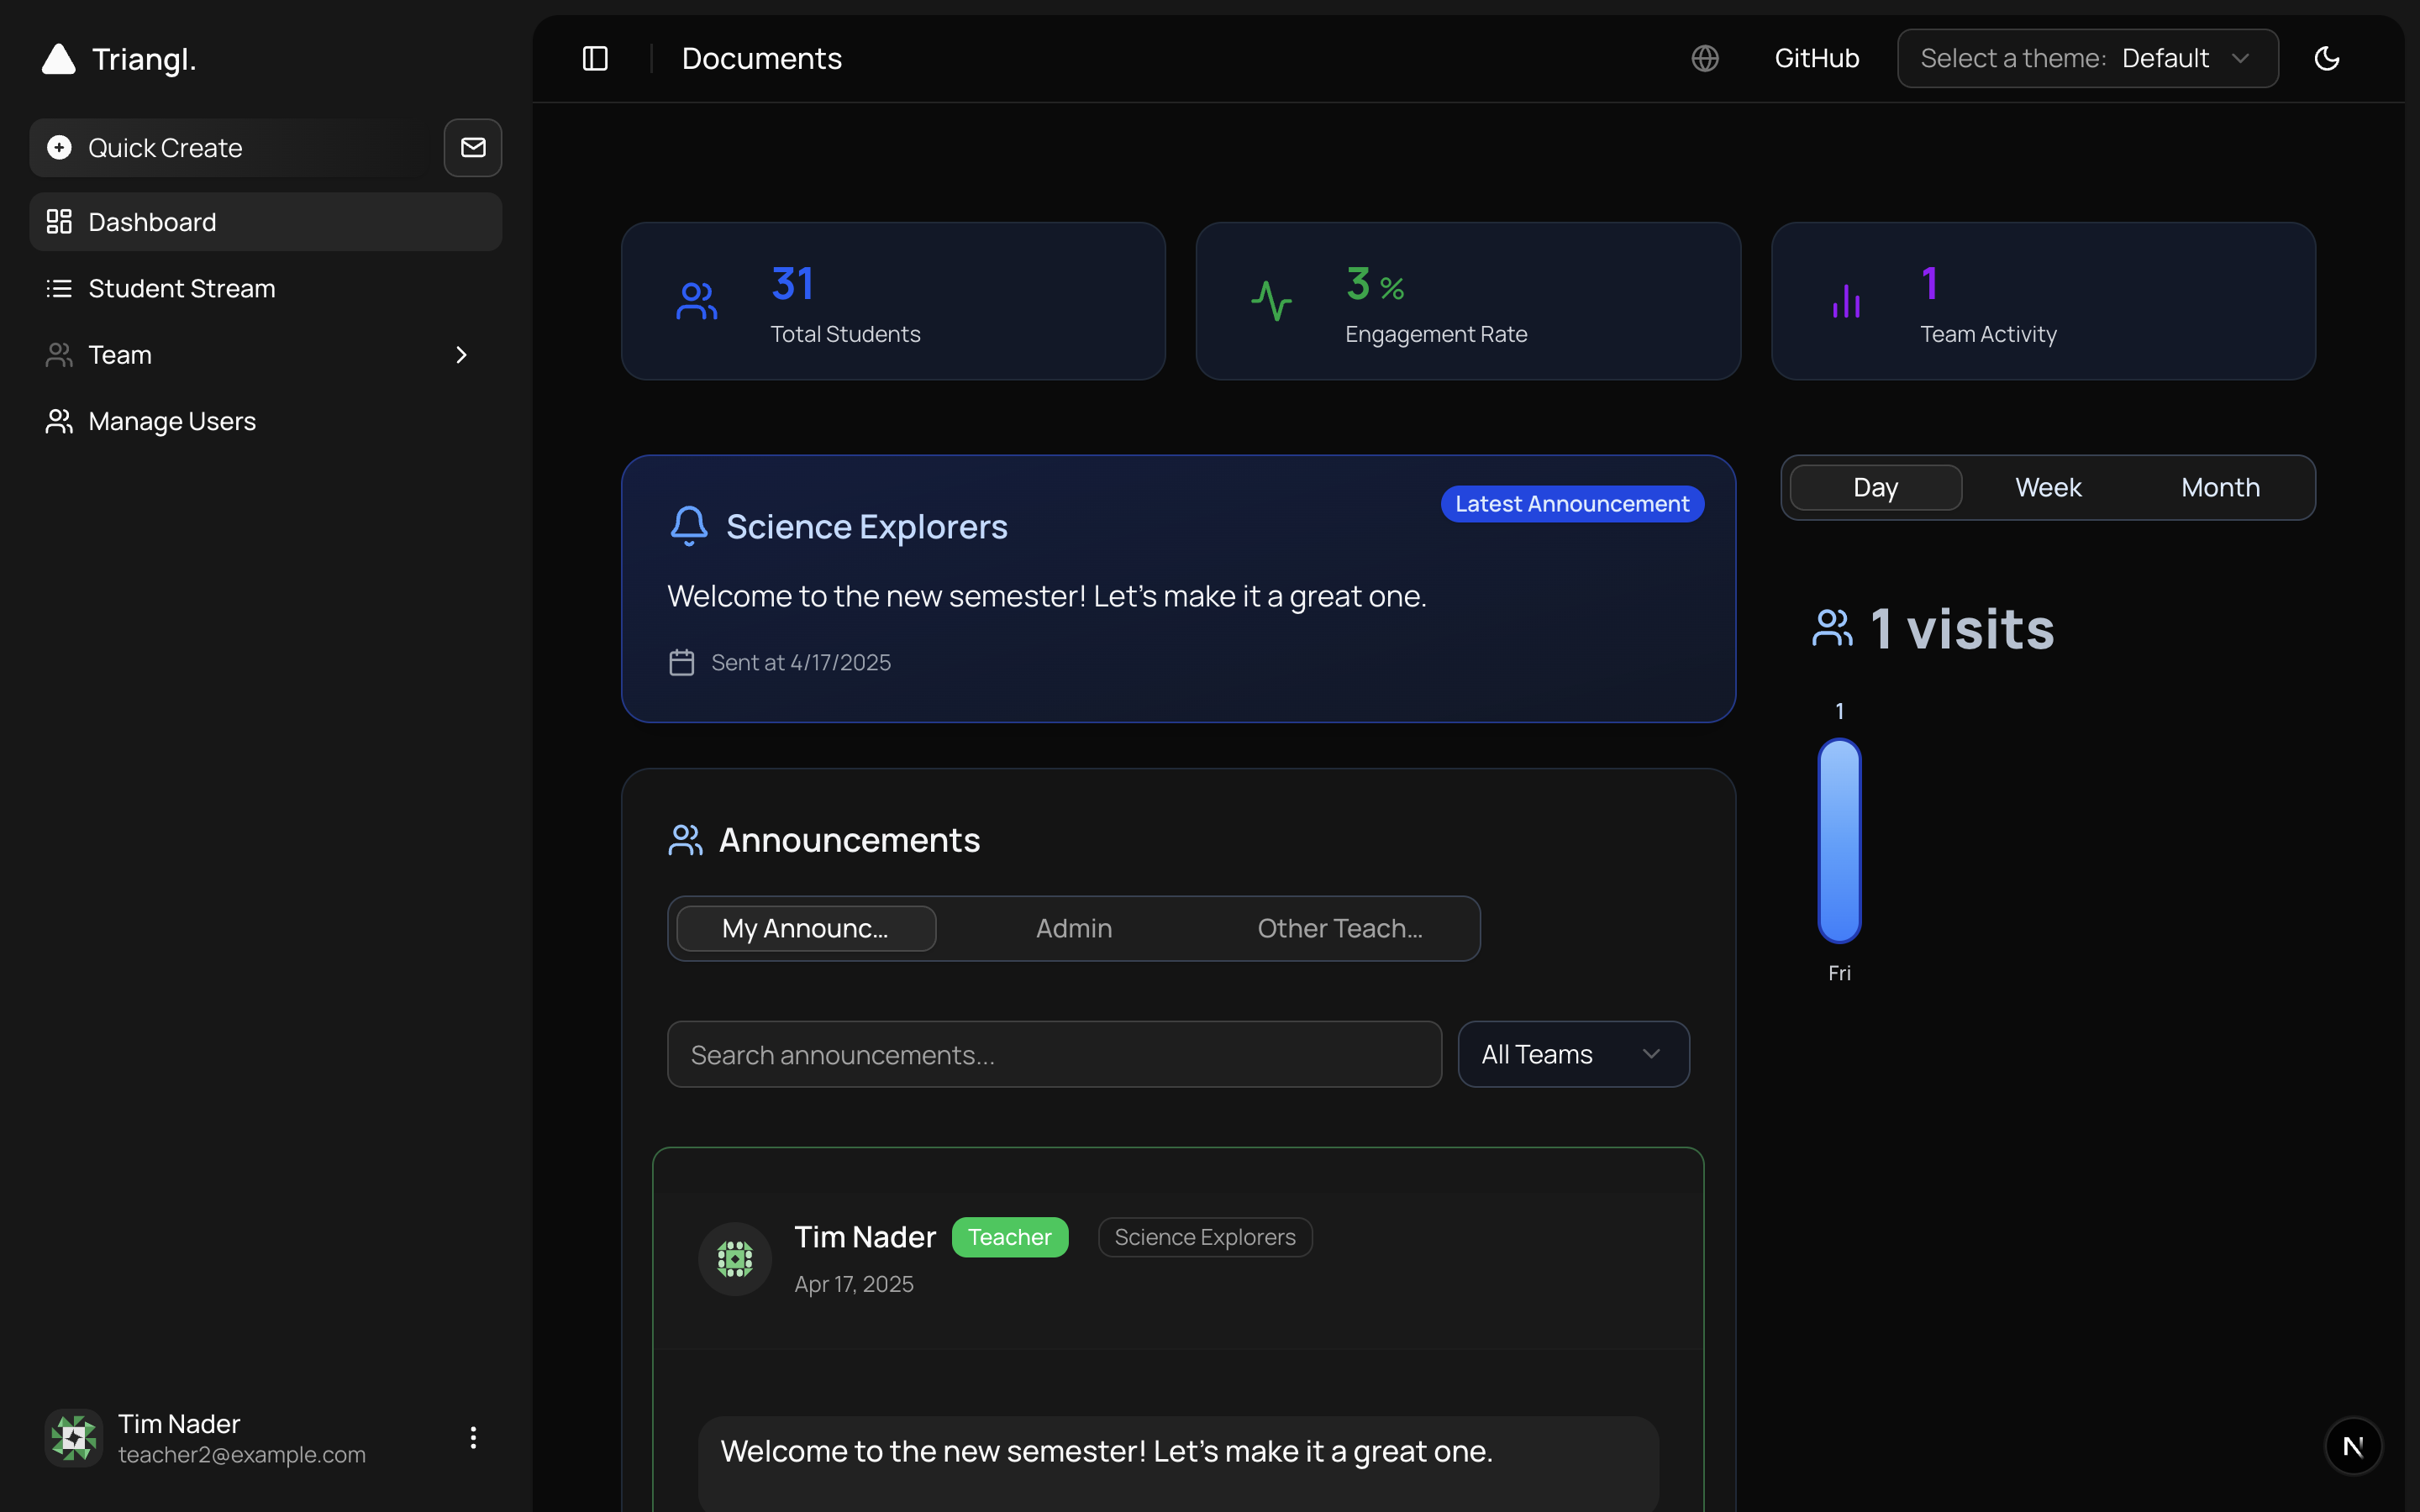 Triangl.
Quick Create
Dashboard
Student Stream
Team
Manage Users
Tim Nader
teacher2@example.com
Documents
GitHub
Select a theme: Default
31
Total Students
3 %
Engagement Rate
1
Team Activity
Science Explorers
Latest Announcement
Welcome to the new semester! Let's make it a great one.
Sent at 4/17/2025
Day Week Month
1 visits
1
Fri
Announcements
My Announc... Admin Other Teach...
Search announcements...
All Teams
Tim Nader Teacher Science Explorers
Apr 17, 2025
Welcome to the new semester! Let's make it a great one.
N